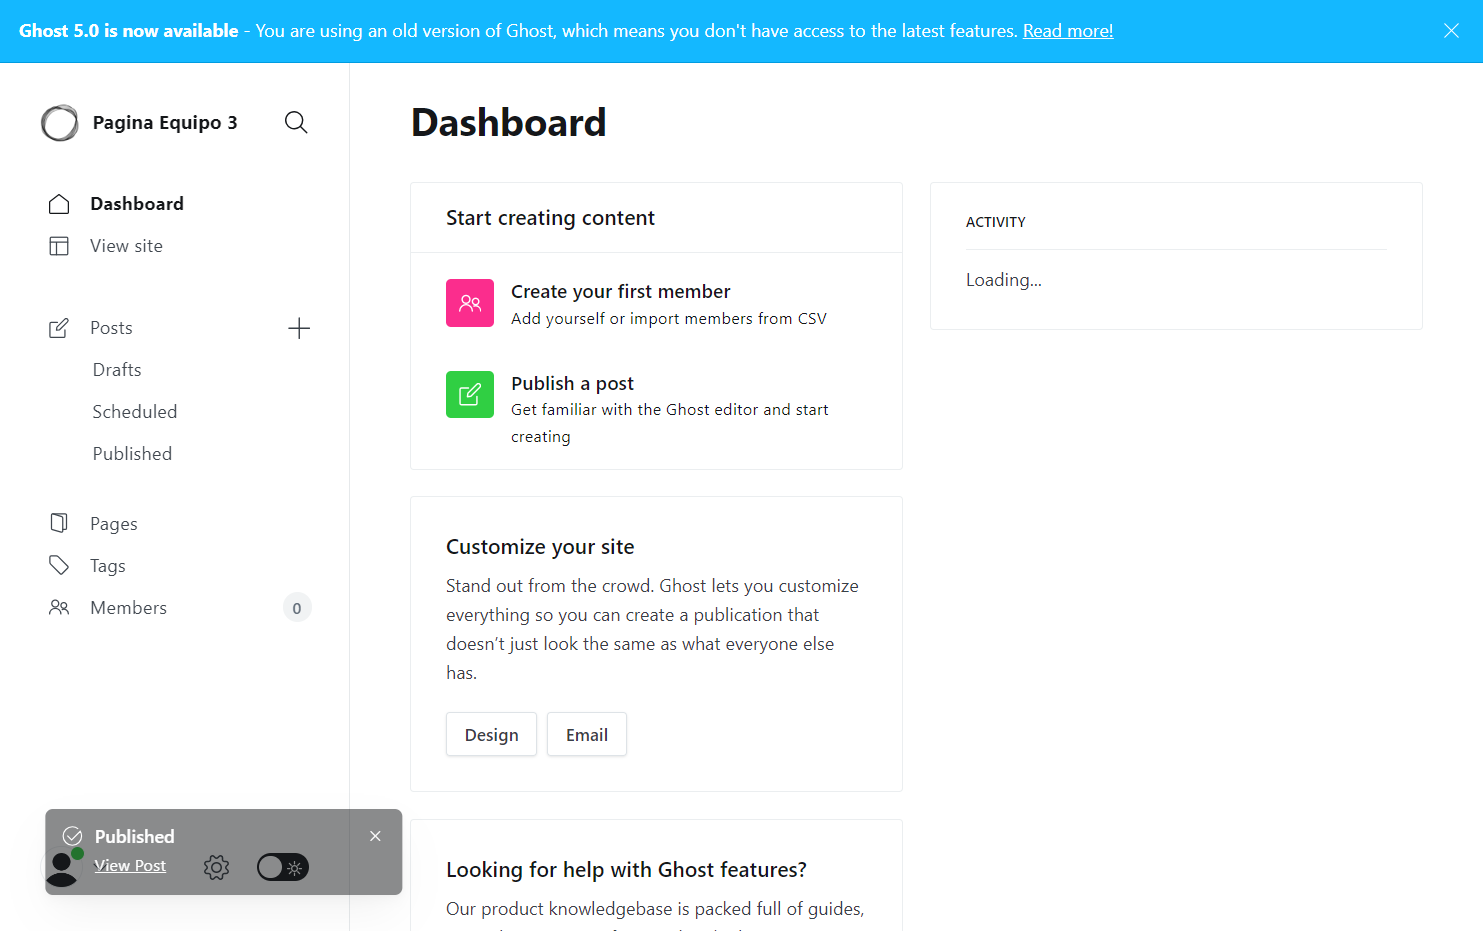 Ghost 5.0 is now available - You are using an old version of Ghost, which means you don't have access to the latest features. Read more!
Pagina Equipo 3
Dashboard
View site
Posts
Drafts
Scheduled
Published
Pages
Tags
Members
0
Published
View Post
Dashboard
Start creating content
Create your first member
Add yourself or import members from CSV
Publish a post
Get familiar with the Ghost editor and start
creating
Customize your site
Stand out from the crowd. Ghost lets you customize
everything so you can create a publication that
doesn’t just look the same as what everyone else
has.
Design
Email
Looking for help with Ghost features?
Our product knowledgebase is packed full of guides,
ACTIVITY
Loading...